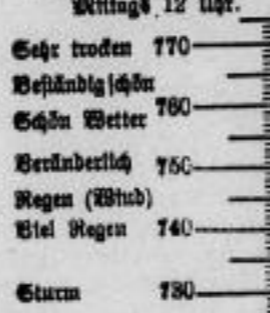 Mittags 12 Uhr.
Sehr trocken 770
Beständig schön
Schön Wetter 760
Veränderlich 750
Regen (Wind)
Viel Regen 740
Sturm 730